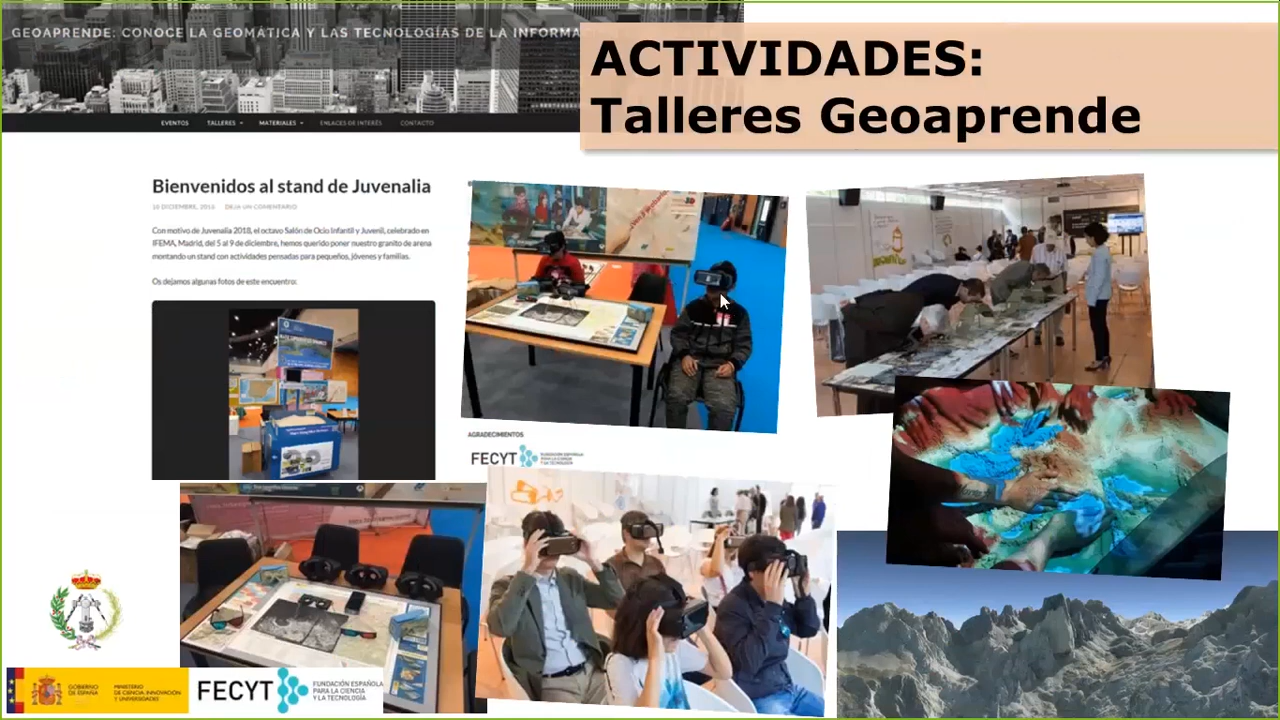 GEOAPRENDE: CONOCE LA GEOMÁTICA Y LAS TECNOLOGÍAS DE LA INFORMA
ACTIVIDADES:
Talleres Geoaprende
EVENTOS TALLERES MATERIALES ENLACES DE INTERÉS CONTACTO
Bienvenidos al stand de Juvenalia
10 DICIEMBRE, 2018 DEJA UN COMENTARIO
Con motivo de Juvenalia 2018, el octavo Salón de Ocio Infantil y Juvenil, celebrado en
IFEMA, Madrid, del 5 al 9 de diciembre, hemos querido poner nuestro granito de arena
montando un stand con actividades pensadas para pequeños, jóvenes y familias.
Os dejamos algunas fotos de este encuentro:
AGRADECIMIENTOS
FECYT
FUNDACIÓN ESPAÑOLA
PARA LA CIENCIA
Y LA TECNOLOGÍA
GOBIERNO
DE ESPAÑA
MINISTERIO
DE CIENCIA, INNOVACIÓN
Y UNIVERSIDADES
FECYT
FUNDACIÓN ESPAÑOLA
PARA LA CIENCIA
Y LA TECNOLOGÍA